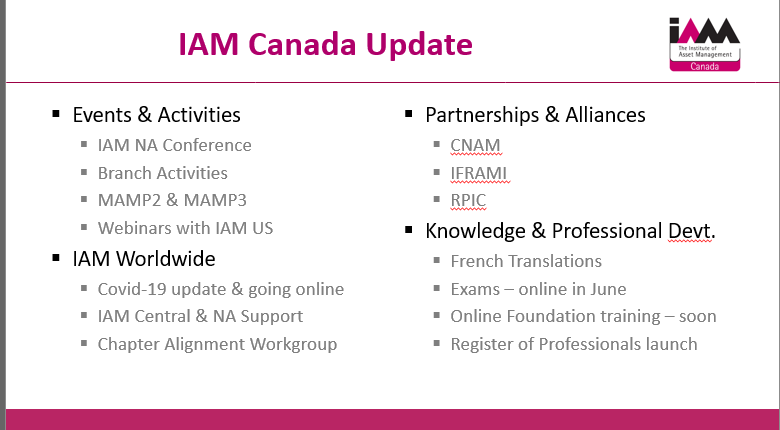 IAM Canada Update
iAM
The Institute of
Asset Management
Canada
Events & Activities
IAM NA Conference
Branch Activities
MAMP2 & MAMP3
Webinars with IAM US
IAM Worldwide
Covid-19 update & going online
IAM Central & NA Support
Chapter Alignment Workgroup
Partnerships & Alliances
CNAM
IFRAMI
RPIC
Knowledge & Professional Devt.
French Translations
Exams – online in June
Online Foundation training – soon
Register of Professionals launch